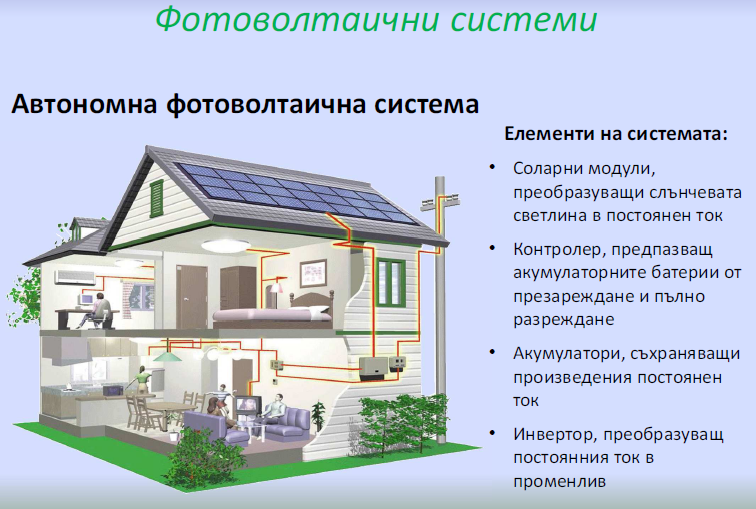 Фотоволтаични системи
Автономна фотоволтаична система
Елементи на системата:
• Соларни модули,
преобразуващи слънчевата
светлина в постоянен ток
• Контролер, предпазващ
акумулаторните батерии от
презареждане и пълно
разреждане
• Акумулатори, съхраняващи
произведения постоянен
ток
• Инвертор, преобразуващ
постоянния ток в
променлив